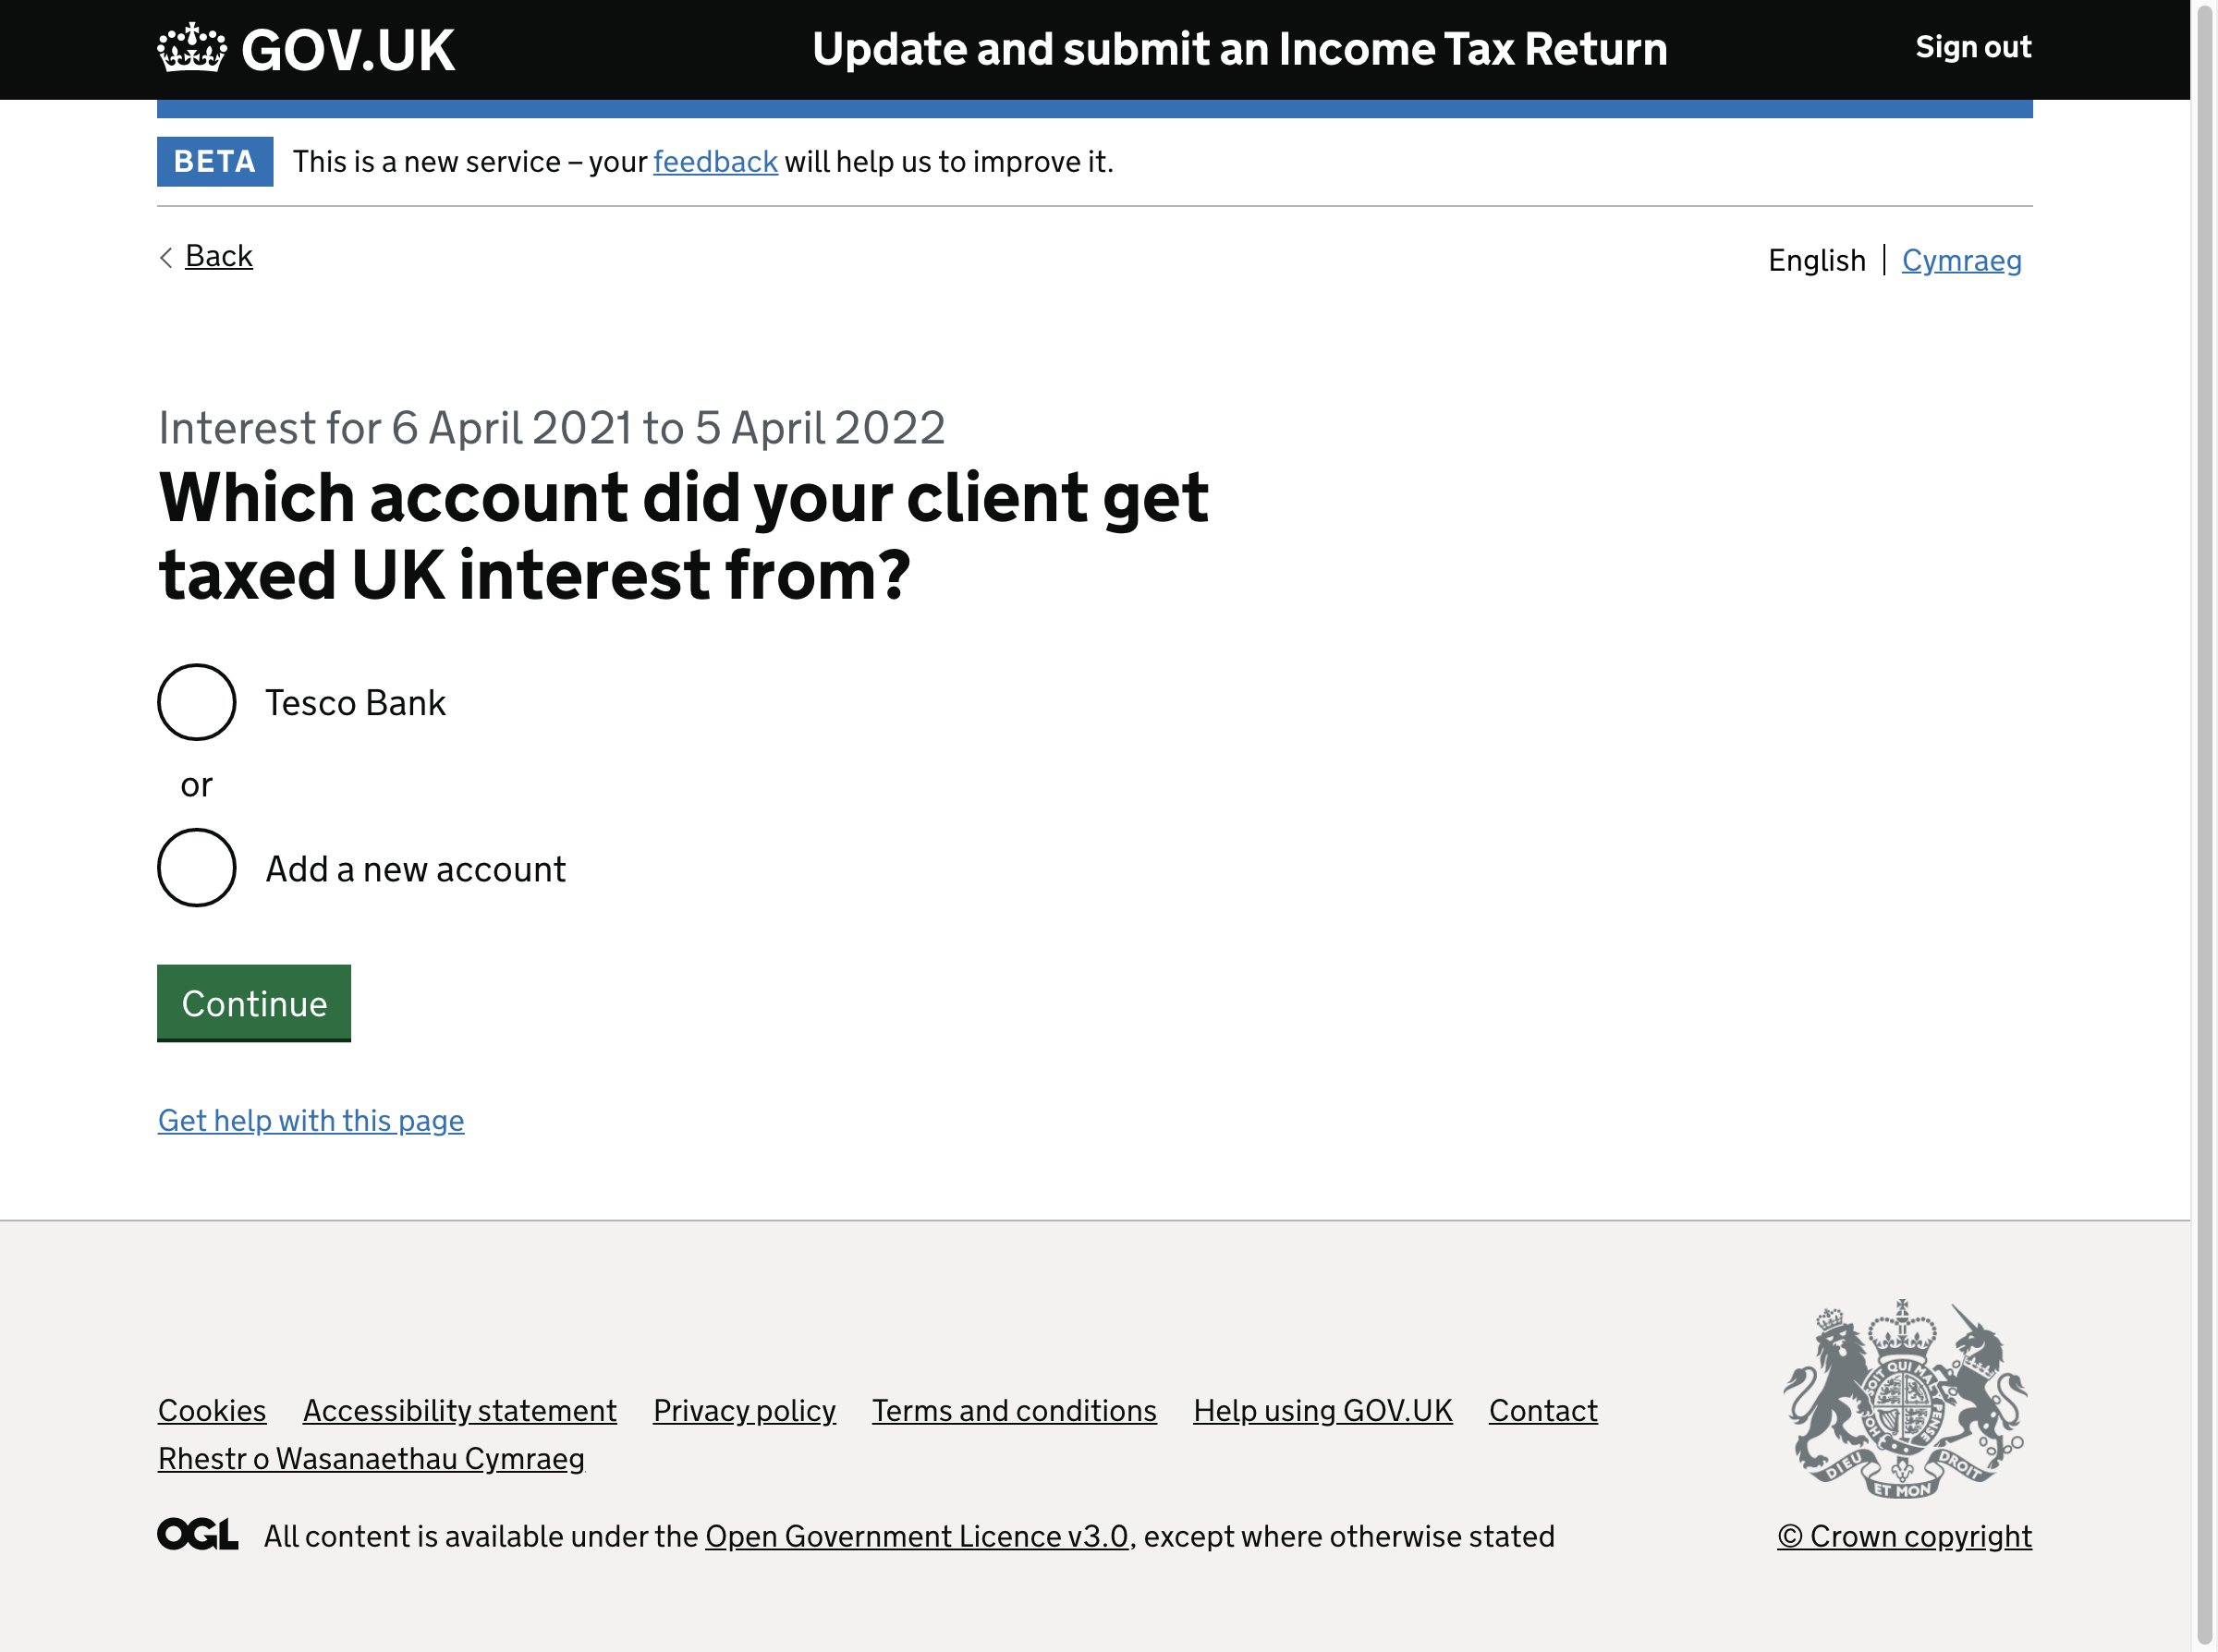 GOV.UK
Update and submit an Income Tax Return
Sign out
BETA
This is a new service – your feedback will help us to improve it.
Back
English
Cymraeg
Interest for 6 April 2021 to 5 April 2022
Which account did your client get
taxed UK interest from?
Tesco Bank
or
Add a new account
Continue
Get help with this page
Cookies Accessibility statement Privacy policy Terms and conditions Help using GOV.UK Contact
Rhestr o Wasanaethau Cymraeg
OGL All content is available under the Open Government Licence v3.0, except where otherwise stated
SOIT QUI MAL PENSE
DIEU ET MON DROIT
© Crown copyright